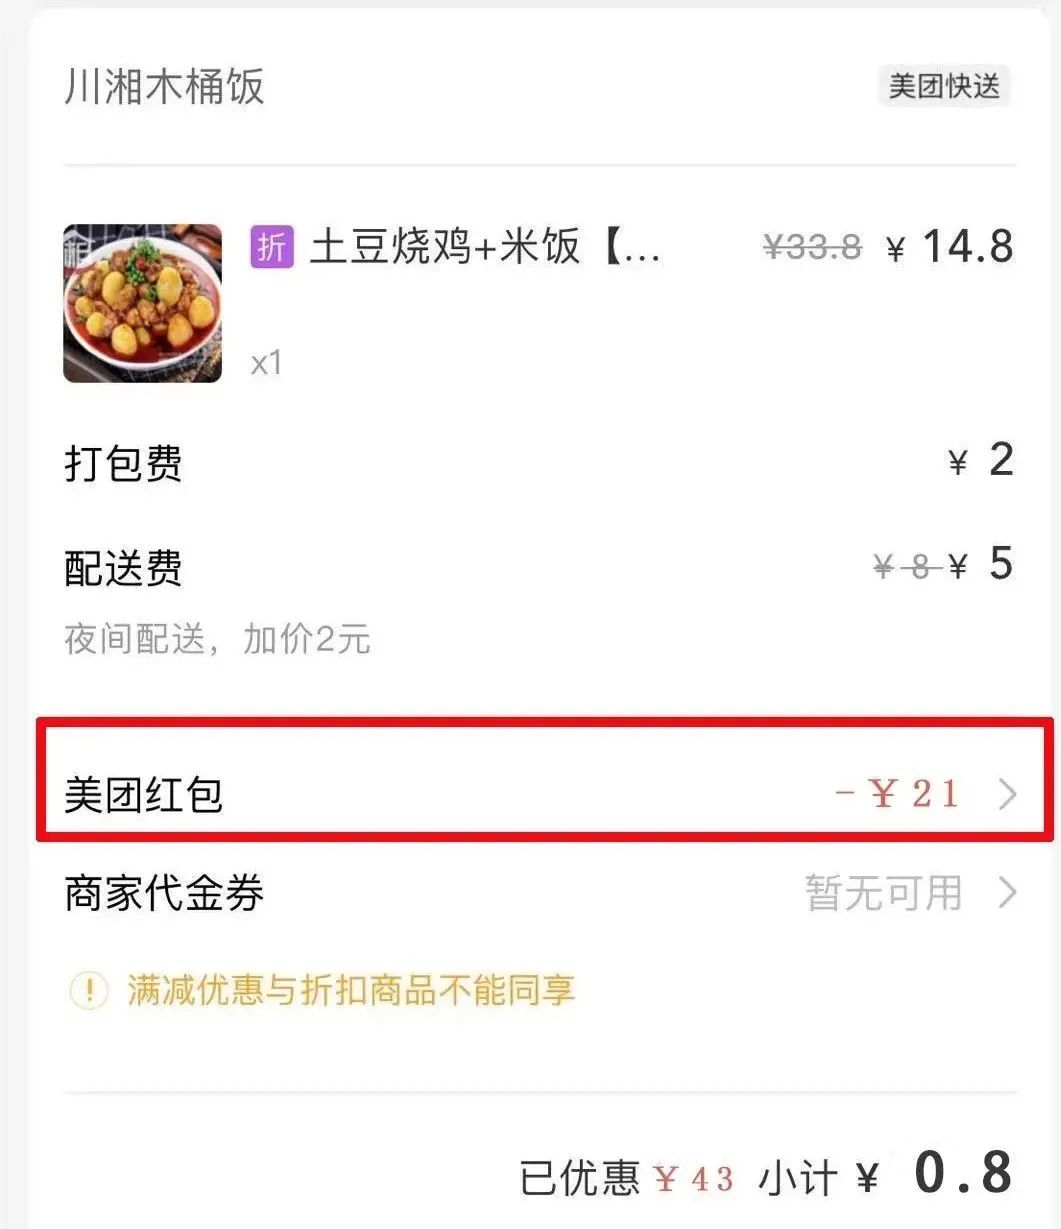 川湘木桶饭 美团快送
折 土豆烧鸡+米饭【... ¥33.8 ¥ 14.8
x1
打包费 ¥ 2
配送费 ¥ 8 ¥ 5
夜间配送，加价2元
美团红包 -¥21
商家代金券 暂无可用
! 满减优惠与折扣商品不能同享
已优惠 ¥43 小计 ¥ 0.8